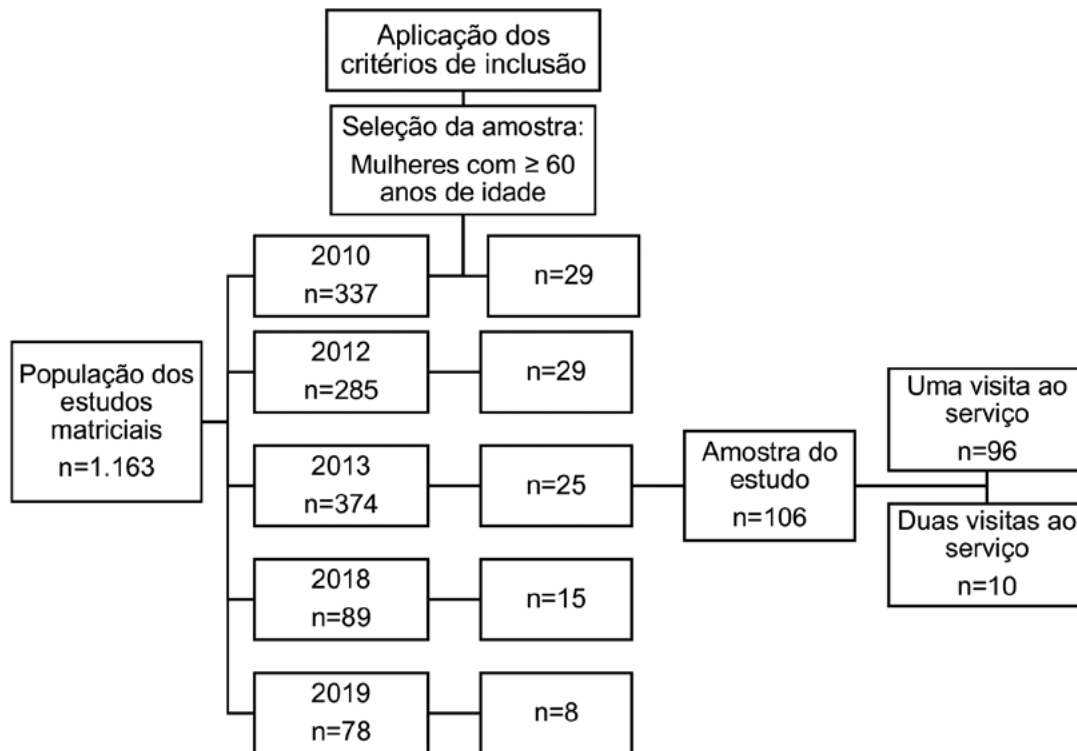 Aplicação dos
critérios de inclusão
Seleção da amostra:
Mulheres com ≥ 60
anos de idade
População dos
estudos
matriciais
n=1.163
2010
n=337
n=29
2012
n=285
n=29
2013
n=374
n=25
2018
n=89
n=15
2019
n=78
n=8
Amostra do
estudo
n=106
Uma visita ao
serviço
n=96
Duas visitas ao
serviço
n=10